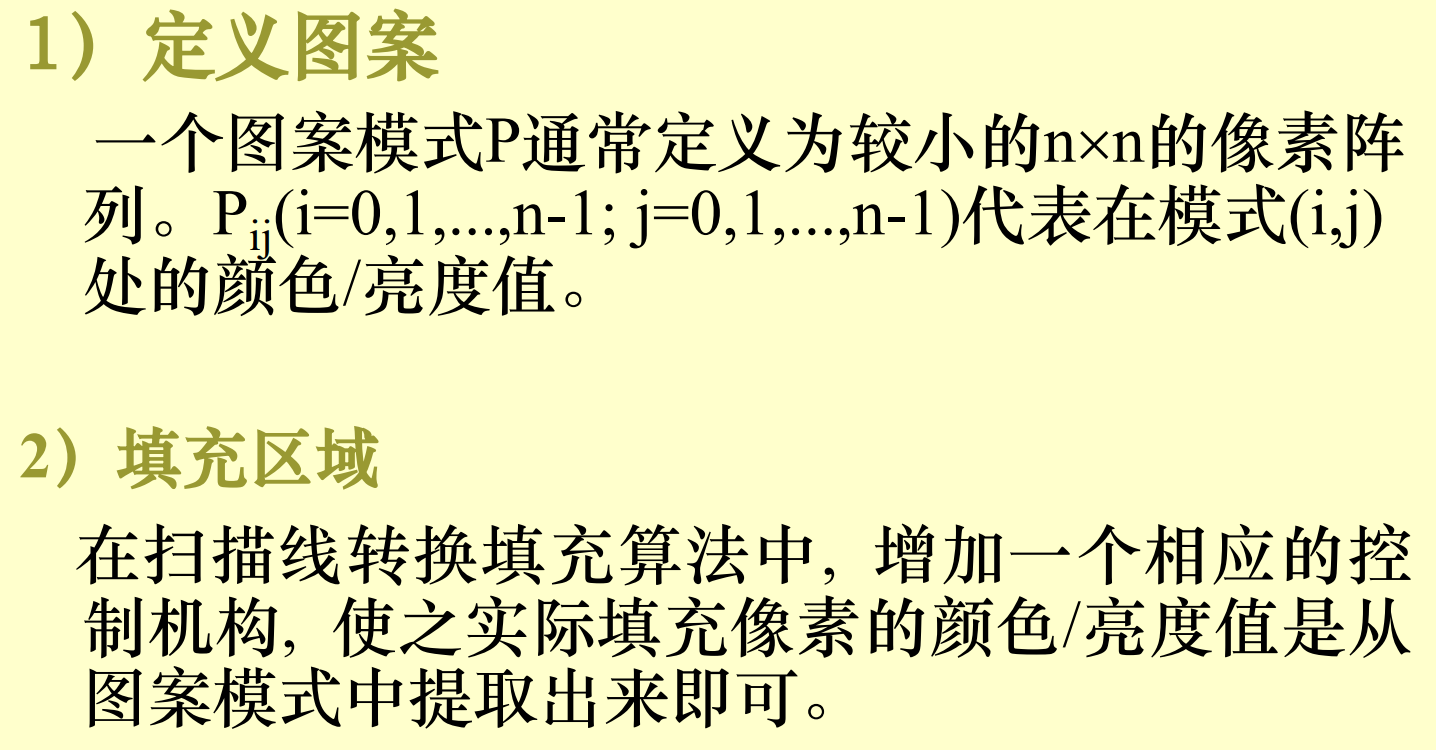 1）定义图案
一个图案模式P通常定义为较小的n×n的像素阵
列。Pij(i=0,1,...,n-1; j=0,1,...,n-1)代表在模式(i,j)
处的颜色/亮度值。
2）填充区域
在扫描线转换填充算法中, 增加一个相应的控
制机构, 使之实际填充像素的颜色/亮度值是从
图案模式中提取出来即可。